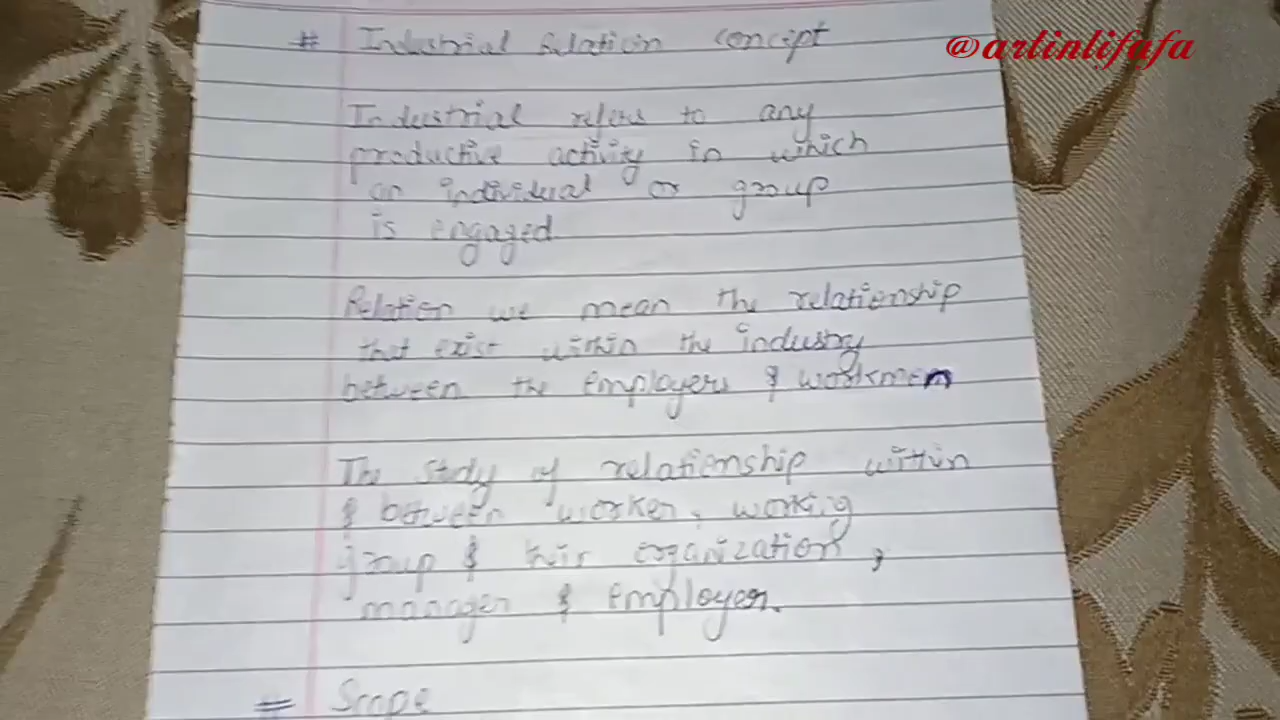 @artinlifafa
# Industrial Relation concept
Industrial refers to any
productive activity in which
an individual or group
is engaged
Relation we mean the relationship
that exist within the industry
between the employers & workmen
The study of relationship within
& between worker, working
group & their organization,
manager & employer.
= Scope